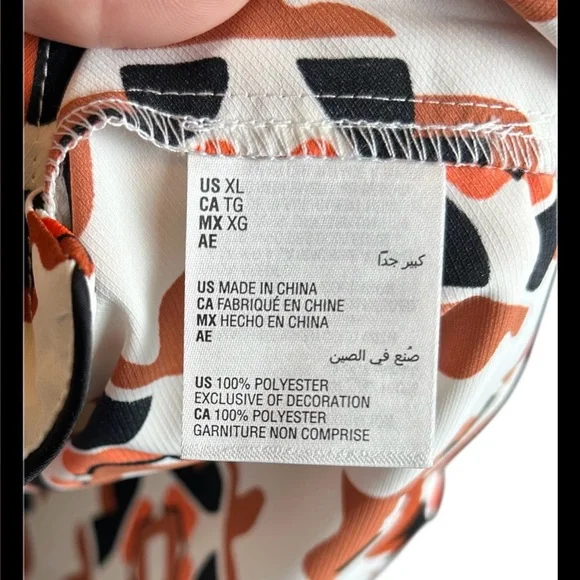 US XL
CA TG
MX XG
AE
كبير جدًا
US MADE IN CHINA
CA FABRIQUÉ EN CHINE
MX HECHO EN CHINA
AE
صُنع في الصين
US 100% POLYESTER
EXCLUSIVE OF DECORATION
CA 100% POLYESTER
GARNITURE NON COMPRISE